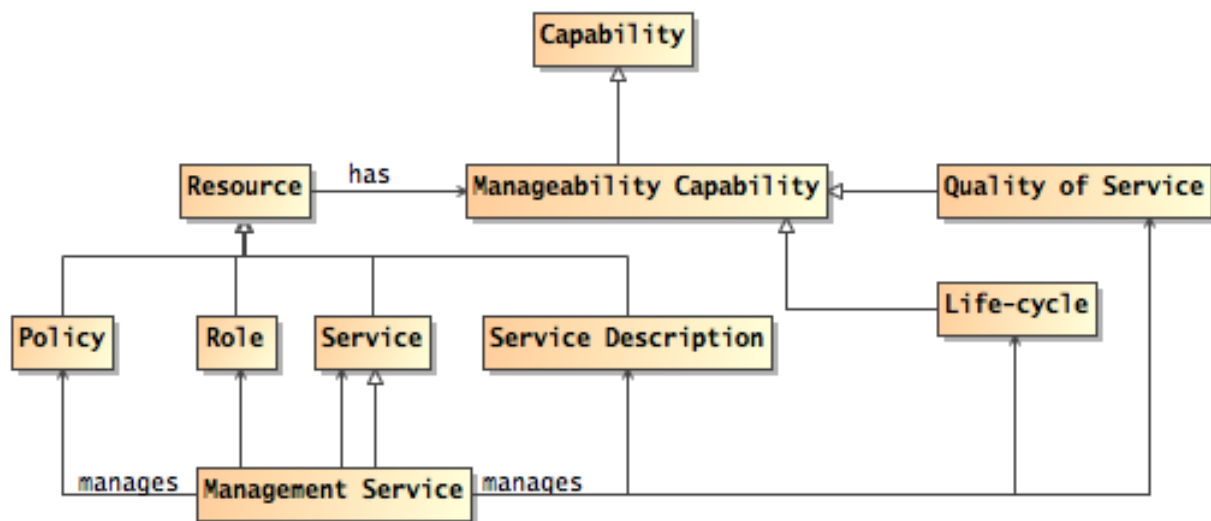 Capability
has
Resource
Manageability Capability
Quality of Service
Life-cycle
Policy
Role
Service
Service Description
manages
Management Service
manages